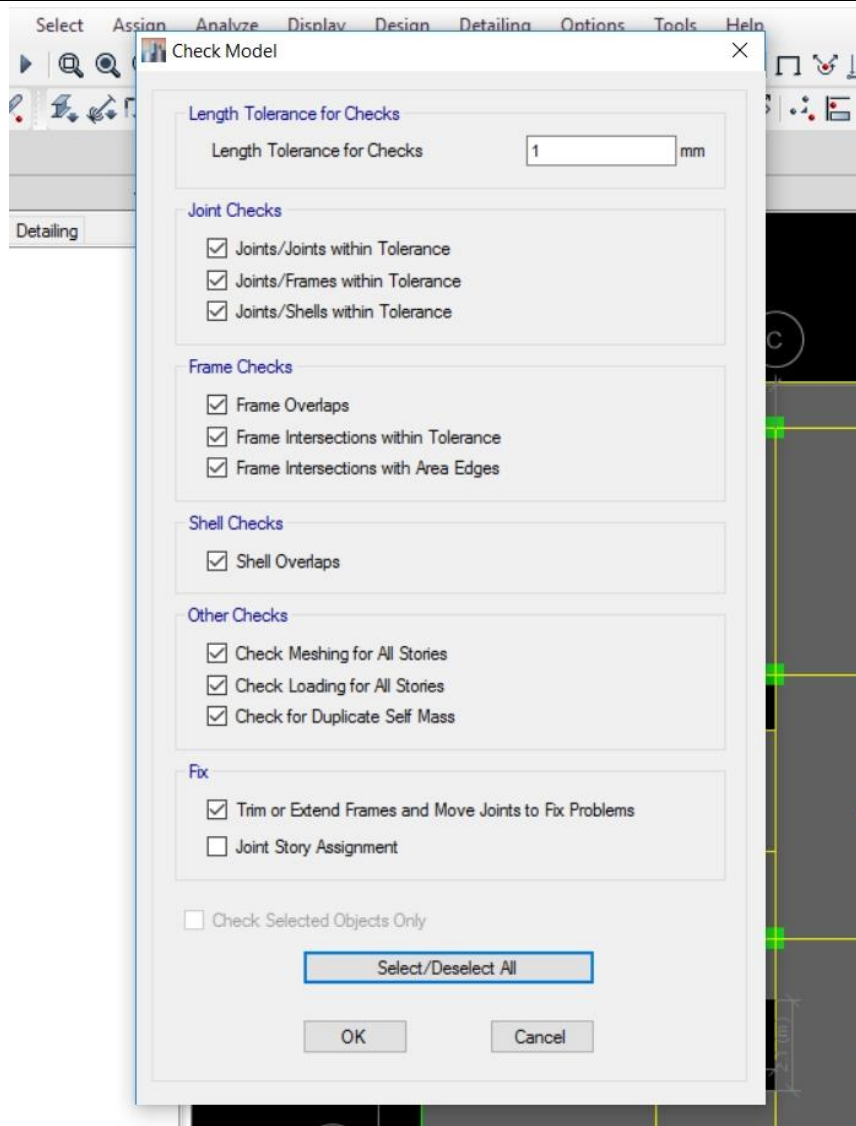 Select Assign Analyze Display Design Detailing Options Tools Help
Check Model
Length Tolerance for Checks
Length Tolerance for Checks 1 mm
Detailing
Joint Checks
Joints/Joints within Tolerance
Joints/Frames within Tolerance
Joints/Shells within Tolerance
C
Frame Checks
Frame Overlaps
Frame Intersections within Tolerance
Frame Intersections with Area Edges
Shell Checks
Shell Overlaps
Other Checks
Check Meshing for All Stories
Check Loading for All Stories
Check for Duplicate Self Mass
Fix
Trim or Extend Frames and Move Joints to Fix Problems
Joint Story Assignment
Check Selected Objects Only
Select/Deselect All
2.1 (m)
OK Cancel